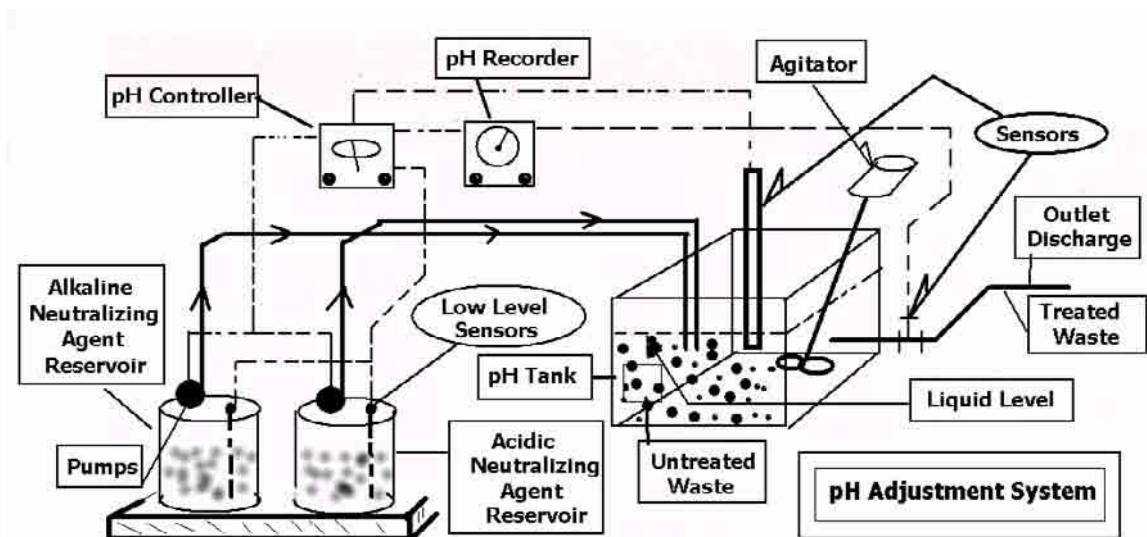 pH Recorder
pH Controller
Agitator
Sensors
Outlet
Discharge
Treated
Waste
Alkaline
Neutralizing
Agent
Reservoir
Low Level
Sensors
pH Tank
Liquid Level
Pumps
Acidic
Neutralizing
Agent
Reservoir
Untreated
Waste
pH Adjustment System